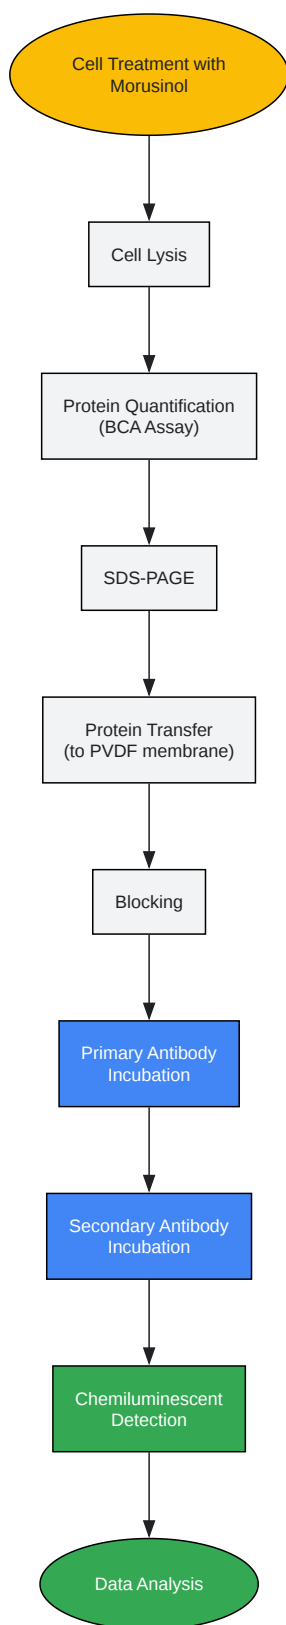 Cell Treatment with
Morusinol
Cell Lysis
Protein Quantification
(BCA Assay)
SDS-PAGE
Protein Transfer
(to PVDF membrane)
Blocking
Primary Antibody
Incubation
Secondary Antibody
Incubation
Chemiluminescent
Detection
Data Analysis